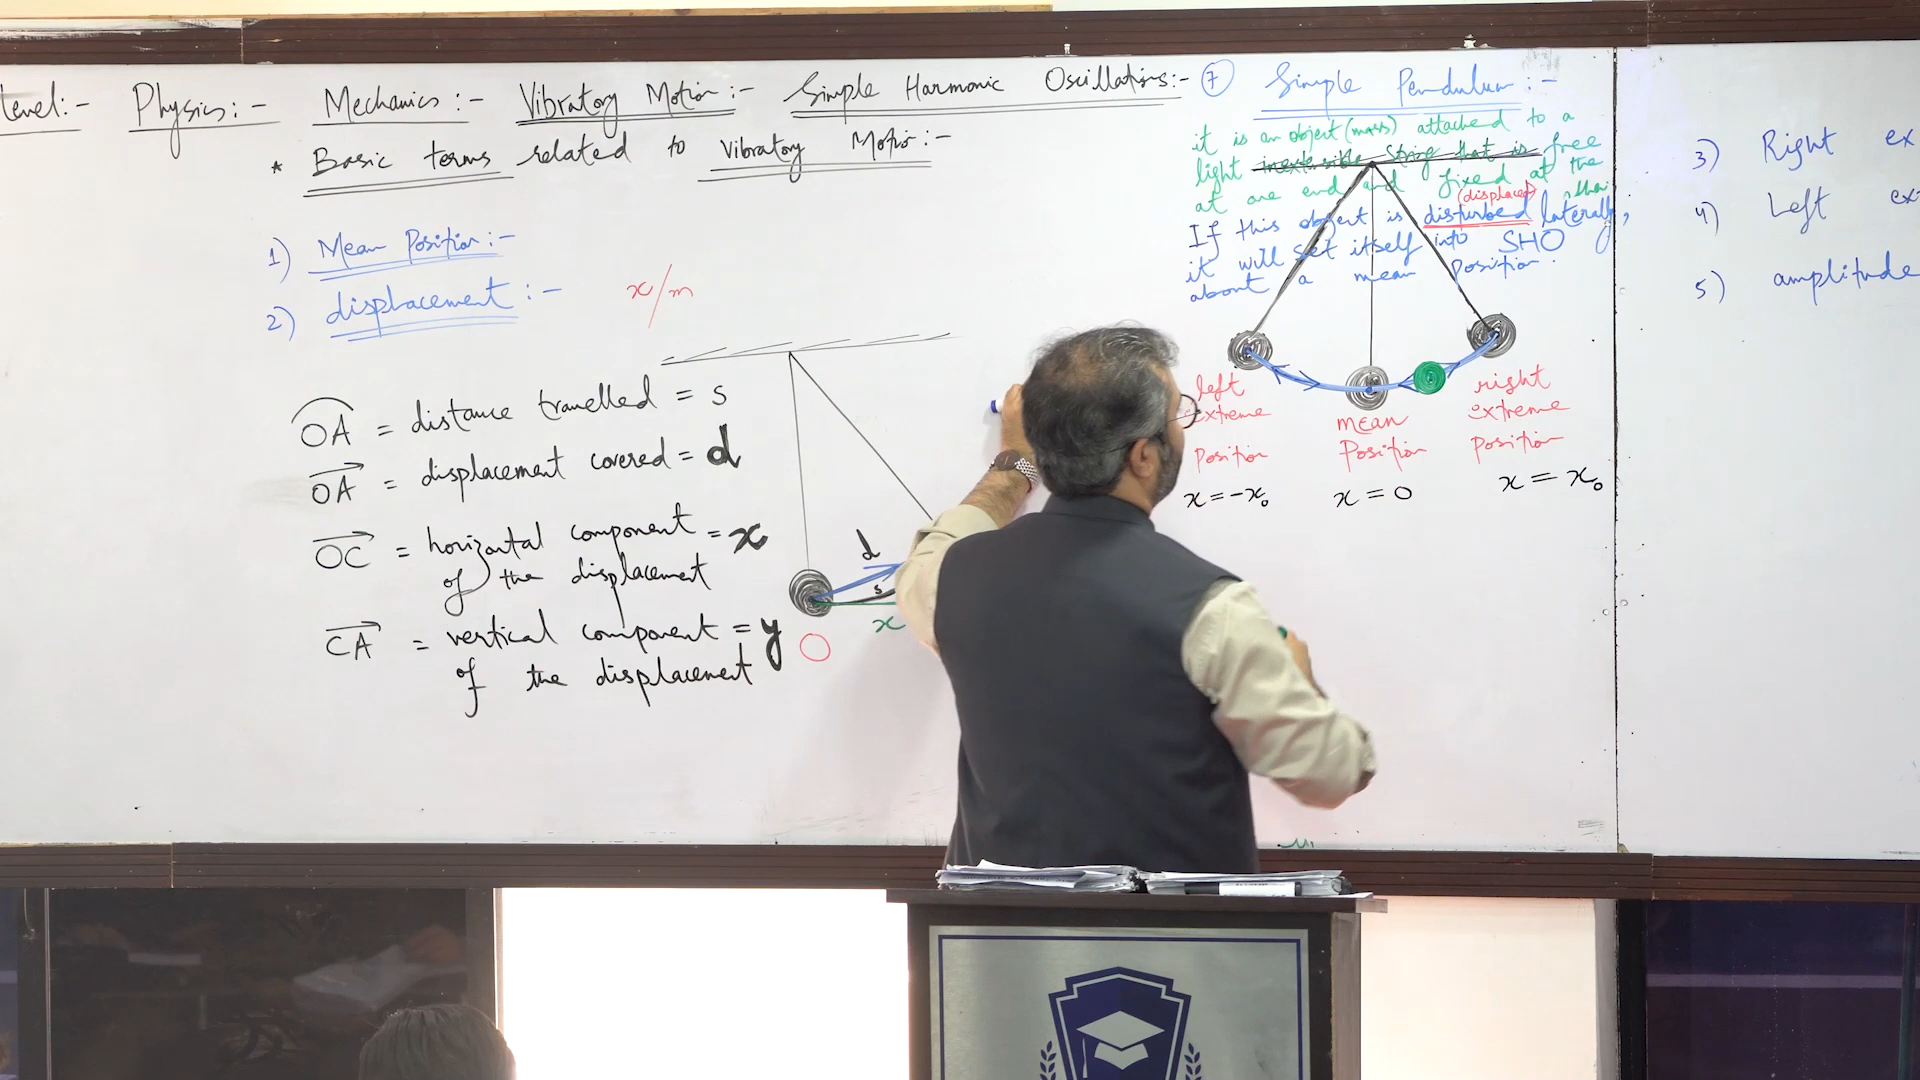 level:- Physics:- Mechanics:- Vibratory Motion:- Simple Harmonic Oscillations:-
* Basic terms related to Vibratory Motion:-
1) Mean Position:-
2) displacement:- x/m
OA = distance travelled = s
OA = displacement covered = d
OC = horizontal component = x
of the displacement
CA = vertical component = y
of the displacement
d
s
x
O
7 Simple Pendulum:-
it is an object (mass) attached to a
light inextensible string that is free
at one end and fixed at the
(displaced)
If this object is disturbed laterally,
it will set itself into SHO
about a mean position.
left
extreme
Position
x = -x₀
mean
Position
x = 0
right
extreme
Position
x = x₀
3) Right ex
4) Left ex
5) amplitude